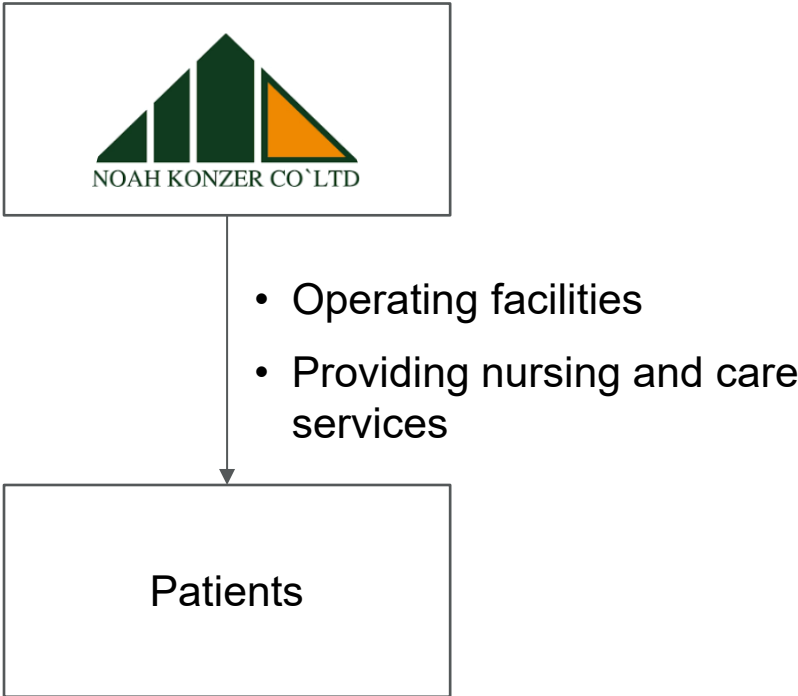 NOAH KONZER CO`LTD
• Operating facilities
• Providing nursing and care
services
Patients